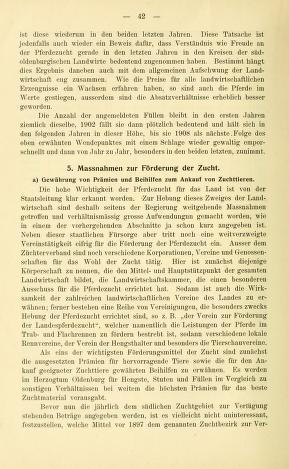 — 42 —
ist diese wiederum in den beiden letzten Jahren. Diese Tatsache ist
jedenfalls auch wieder ein Beweis dafür, dass Verständnis wie Freude an
der Pferdezucht gerade in den letzten Jahren in den Kreisen der süd-
oldenburgischen Landwirte bedeutend zugenommen haben. Bestimmt hängt
dies Ergebnis daneben auch mit dem allgemeinen Aufschwung der Land-
wirtschaft eng zusammen. Wie die Preise für alle landwirtschaftlichen
Erzeugnisse ein Wachsen erfahren haben, so sind auch die Pferde im
Werte gestiegen, ausserdem sind die Absatzverhältnisse erheblich besser
geworden.
Die Anzahl der angemeldeten Füllen bleibt in den ersten Jahren
ziemlich dieselbe, 1902 fällt sie dann plötzlich bedeutend und hält sich in
den folgenden Jahren in dieser Höhe, bis sie 1908 als nächste Folge des
oben erwähnten Wendepunktes mit einem Schlage wieder gewaltig empor-
schnellt und dann von Jahr zu Jahr, besonders in den beiden letzten, zunimmt.
5. Massnahmen zur Förderung der Zucht.
a) Gewährung von Prämien und Beihilfen zum Ankauf von Zuchttieren.
Die hohe Wichtigkeit der Pferdezucht für das Land ist von der
Staatsleitung klar erkannt worden. Zur Hebung dieses Zweiges der Land-
wirtschaft sind deshalb seitens der Regierung weitgehende Massnahmen
getroffen und verhältnismässig grosse Aufwendungen gemacht worden, wie
in einem der vorhergehenden Abschnitte ja schon kurz angegeben ist.
Neben dieser staatlichen Fürsorge aber tritt noch eine weitverzweigte
Vereinstätigkeit eifrig für die Förderung der Pferdezucht ein. Ausser dem
Züchterverband sind noch verschiedene Korporationen, Vereine und Genossen-
schaften für das Wohl der Zucht tätig. Hier ist zunächst diejenige
Körperschaft zu nennen, die den Mittel- und Hauptstützpunkt der gesamten
Landwirtschaft bildet, die Landwirtschaftskammer, die einen besonderen
Ausschuss für die Pferdezucht errichtet hat. Sodann ist auch die Wirk-
samkeit der zahlreichen landwirtschaftlichen Vereine des Landes zu er-
wähnen; ferner bestehen eine Reihe von Vereinigungen, die besonders zwecks
Hebung der Pferdezucht errichtet sind, so z. B. „der Verein zur Förderung
der Landespferdezucht“, welcher namentlich die Leistungen der Pferde im
Trab- und Flachrennen zu fördern bestrebt ist, sodann verschiedene lokale
Rennvereine, der Verein der Hengsthalter und besonders die Tierschauvereine.
Als eine der wichtigsten Förderungsmittel der Zucht sind zunächst
die ausgesetzten Prämien für hervorragende Tiere sowie die für den An-
kauf geeigneter Zuchttiere gewährten Beihilfen zu erwähnen. Es werden
im Herzogtum Oldenburg für Hengste, Stuten und Füllen im Vergleich zu
sonstigen Verhältnissen bei weitem die höchsten Prämien für das beste
Zuchtmaterial vorausgabt.
Bevor nun die jährlich dem südlichen Zuchtgebiet zur Verfügung
stehenden Beträge angegeben werden, ist es vielleicht nicht uninteressant,
festzustellen, welche Mittel vor 1897 dem genannten Zuchtbezirk zur Ver-